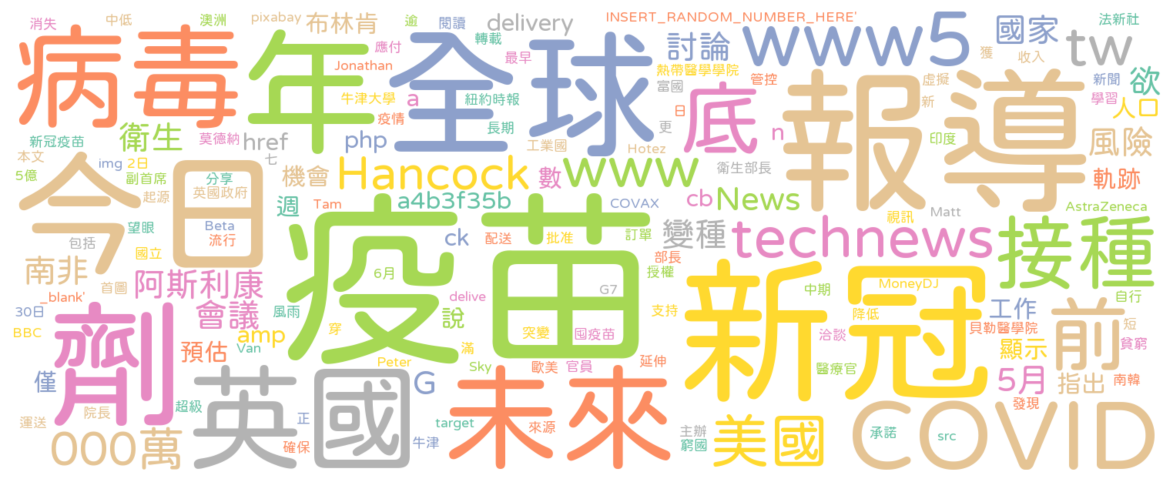 消失 中低 pixabay 澳洲 布林肯 逾 閱讀 delivery INSERT_RANDOM_NUMBER_HERE' 國家 法新社
病毒 年 全球 應付 轉載 最早 討論 www5 獲 收入 tw
Jonathan 牛津大學 a 紐約時報 熱帶醫學學院 富國 管控 底 日 報導 虛擬 新聞 欲
新冠疫苗 衛生 莫德納 疫情 php 長期 工業國 更 n 新 印度 學習 人口
本文 img 2日 href 七 機會 Hancock 數 www Hotez 衛生部長 風險
5億 副首席 起源 分享 英國政府 週 Tam a4b3f35b COVAX cb News 軌跡
今日 望眼 Beta 流行 ck 配送 批准 訂單 變種 視訊 Matt AstraZeneca
包括 國立 疫苗 6月 部長 technews 接種
南非 首圖 阿斯利康 delive G7 授權 MoneyDJ 自行
_blank' 30日 BBC 會議 風雨 穿 突變 囤疫苗 支持 新冠 中期 降低 工作 短
劑 amp 說 洽談 貝勒醫學院 前 貧窮
預估 Van Peter 滿 Sky 歐美 官員 延伸 醫療官 顯示 南韓
僅 英國 G 未來 5月 指出
運送 院長 超級 正 target 來源 主辦 美國 承諾 發現
000萬 確保 牛津 窮國 src COVID